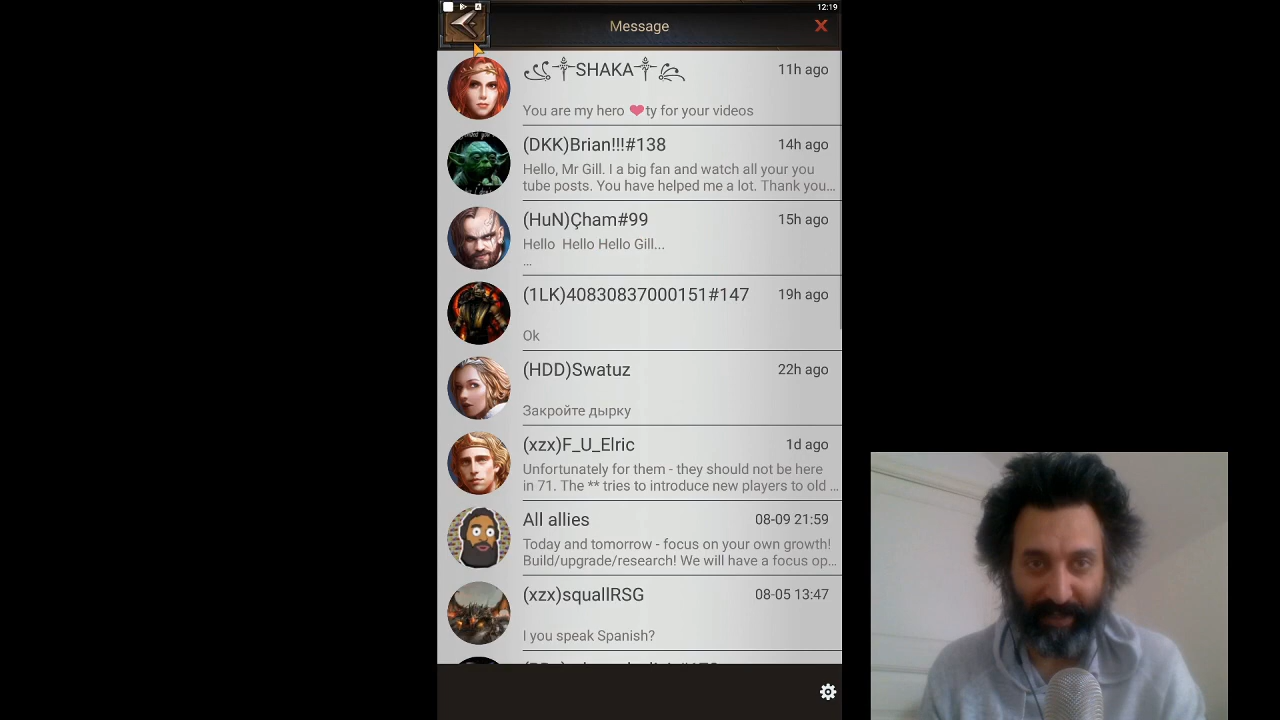 12:19
Message
SHAKA
11h ago
You are my hero ❤ty for your videos
(DKK)Brian!!!#138
14h ago
Hello, Mr Gill. I a big fan and watch all your you
tube posts. You have helped me a lot. Thank you...
(HuN)Çham#99
15h ago
Hello  Hello Hello Gill...
...
(1LK)40830837000151#147
19h ago
Ok
(HDD)Swatuz
22h ago
Закройте дырку
(xzx)F_U_Elric
1d ago
Unfortunately for them - they should not be here
in 71. The ** tries to introduce new players to old ...
All allies
08-09 21:59
Today and tomorrow - focus on your own growth!
Build/upgrade/research! We will have a focus op...
(xzx)squallRSG
08-05 13:47
I you speak Spanish?